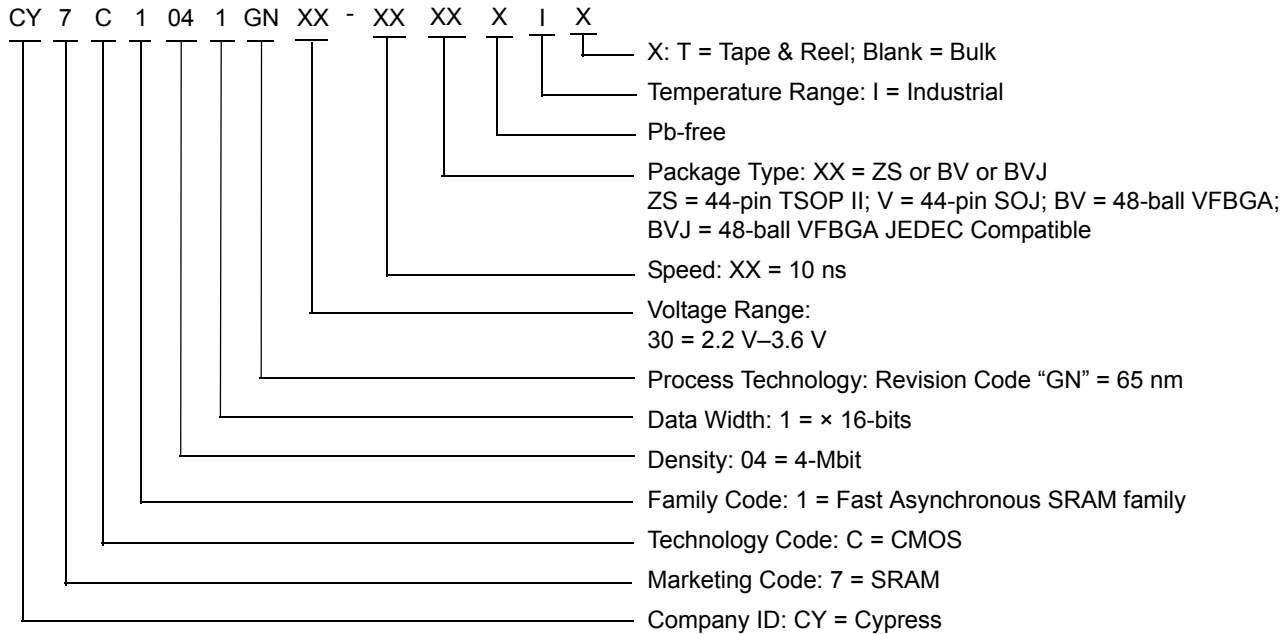 CY 7 C 1 04 1 GN XX - XX XX X I X
X: T = Tape & Reel; Blank = Bulk
Temperature Range: I = Industrial
Pb-free
Package Type: XX = ZS or BV or BVJ
ZS = 44-pin TSOP II; V = 44-pin SOJ; BV = 48-ball VFBGA;
BVJ = 48-ball VFBGA JEDEC Compatible
Speed: XX = 10 ns
Voltage Range:
30 = 2.2 V–3.6 V
Process Technology: Revision Code “GN” = 65 nm
Data Width: 1 = × 16-bits
Density: 04 = 4-Mbit
Family Code: 1 = Fast Asynchronous SRAM family
Technology Code: C = CMOS
Marketing Code: 7 = SRAM
Company ID: CY = Cypress